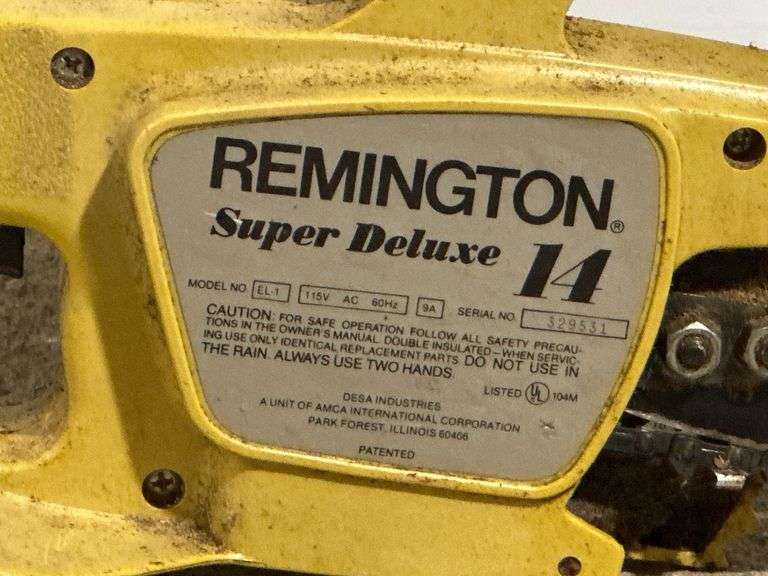 REMINGTON®
Super Deluxe 14
MODEL NO. EL-1 115V AC 60Hz 9A SERIAL NO. 329531
CAUTION: FOR SAFE OPERATION FOLLOW ALL SAFETY PRECAU-
TIONS IN THE OWNER'S MANUAL DOUBLE INSULATED—WHEN SERVIC-
ING USE ONLY IDENTICAL REPLACEMENT PARTS. DO NOT USE IN
THE RAIN. ALWAYS USE TWO HANDS.
LISTED UL 104M
DESA INDUSTRIES
A UNIT OF AMCA INTERNATIONAL CORPORATION
PARK FOREST, ILLINOIS 60466
PATENTED